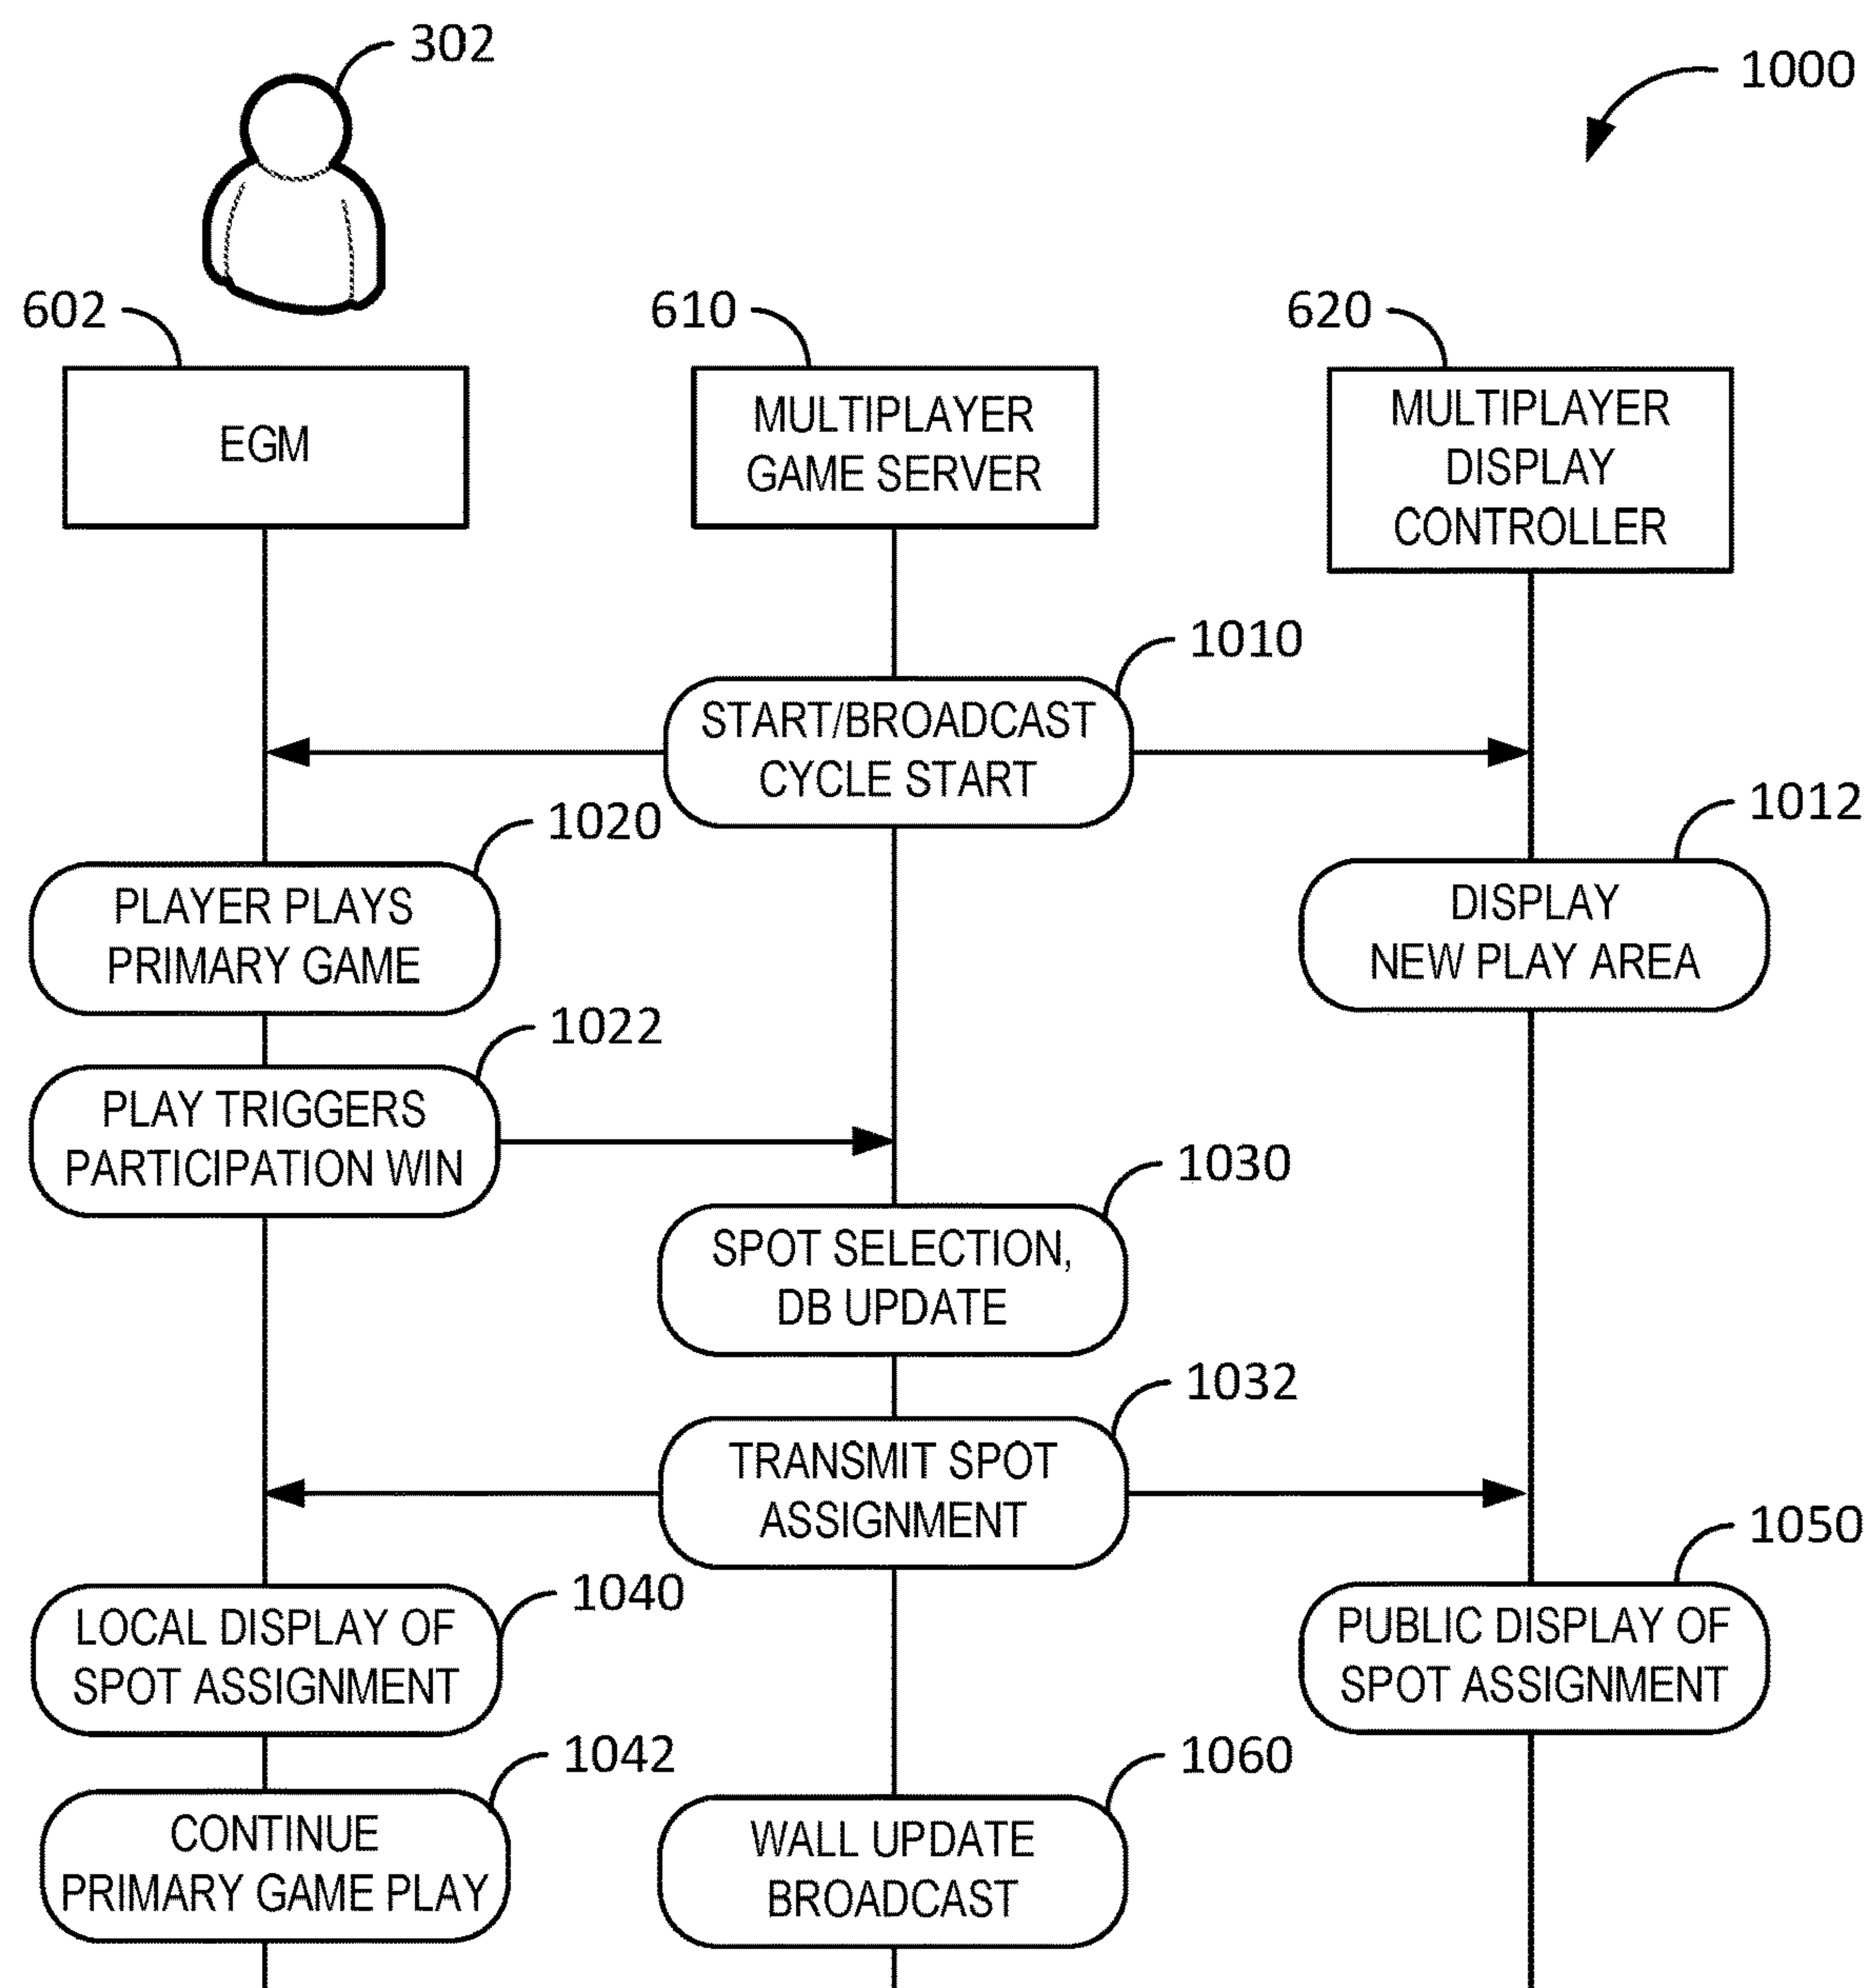 302
1000
602
610
620
EGM
MULTIPLAYER
GAME SERVER
MULTIPLAYER
DISPLAY
CONTROLLER
1010
START/BROADCAST
CYCLE START
1012
1020
PLAYER PLAYS
PRIMARY GAME
DISPLAY
NEW PLAY AREA
1022
PLAY TRIGGERS
PARTICIPATION WIN
1030
SPOT SELECTION,
DB UPDATE
1032
TRANSMIT SPOT
ASSIGNMENT
1050
1040
LOCAL DISPLAY OF
SPOT ASSIGNMENT
PUBLIC DISPLAY OF
SPOT ASSIGNMENT
1042
CONTINUE
PRIMARY GAME PLAY
1060
WALL UPDATE
BROADCAST